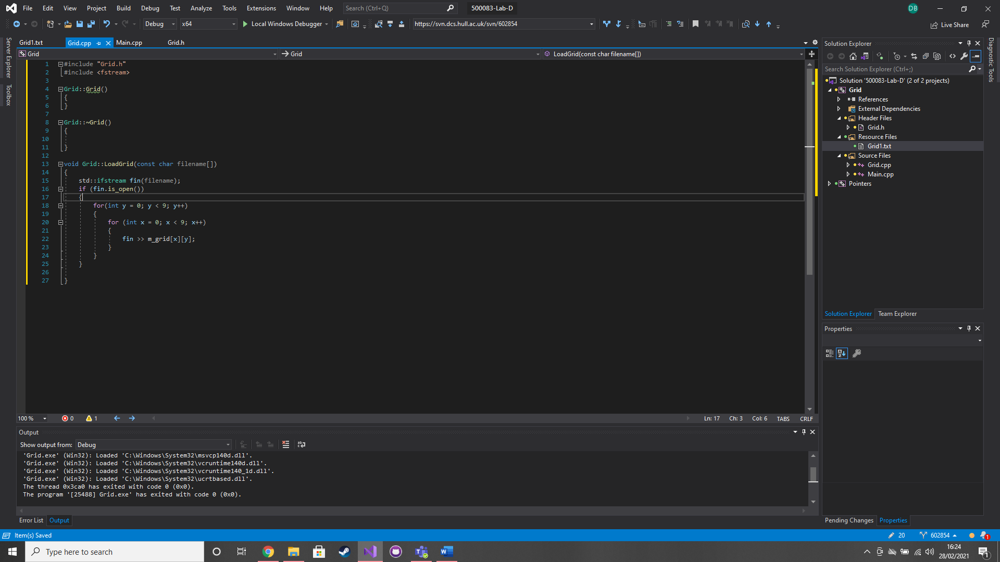 File Edit View Project Build Debug Test Analyze Tools Extensions Window Help Search (Ctrl+Q) 500083-Lab-D DB
Debug x64 Local Windows Debugger https://svn.dcs.hull.ac.uk/svn/602854 Live Share
Server Explorer
Toolbox
Grid1.txt Grid.cpp Main.cpp Grid.h
Grid Grid LoadGrid(const char filename[])
1 #include "Grid.h"
2 #include <fstream>
3
4 Grid::Grid()
5 {
6 }
7
8 Grid::~Grid()
9 {
10
11 }
12
13 void Grid::LoadGrid(const char filename[])
14 {
15 std::ifstream fin(filename);
16 if (fin.is_open())
17 {
18 for(int y = 0; y < 9; y++)
19 {
20 for (int x = 0; x < 9; x++)
21 {
22 fin >> m_grid[x][y];
23 }
24 }
25 }
26
27 }
100 % 0 1 Ln: 17 Ch: 3 Col: 6 TABS CRLF
Output
Show output from: Debug
'Grid.exe' (Win32): Loaded 'C:\Windows\System32\msvcp140d.dll'.
'Grid.exe' (Win32): Loaded 'C:\Windows\System32\vcruntime140d.dll'.
'Grid.exe' (Win32): Loaded 'C:\Windows\System32\vcruntime140_1d.dll'.
'Grid.exe' (Win32): Loaded 'C:\Windows\System32\ucrtbased.dll'.
The thread 0x3ca0 has exited with code 0 (0x0).
The program '[25488] Grid.exe' has exited with code 0 (0x0).
Error List Output
Solution Explorer
Search Solution Explorer (Ctrl+;)
Solution '500083-Lab-D' (2 of 2 projects)
Grid
References
External Dependencies
Header Files
Grid.h
Resource Files
Grid1.txt
Source Files
Grid.cpp
Main.cpp
Pointers
Solution Explorer Team Explorer
Properties
Pending Changes Properties
Diagnostic Tools
Item(s) Saved 20 602854 1
Type here to search
16:24
28/02/2021
1